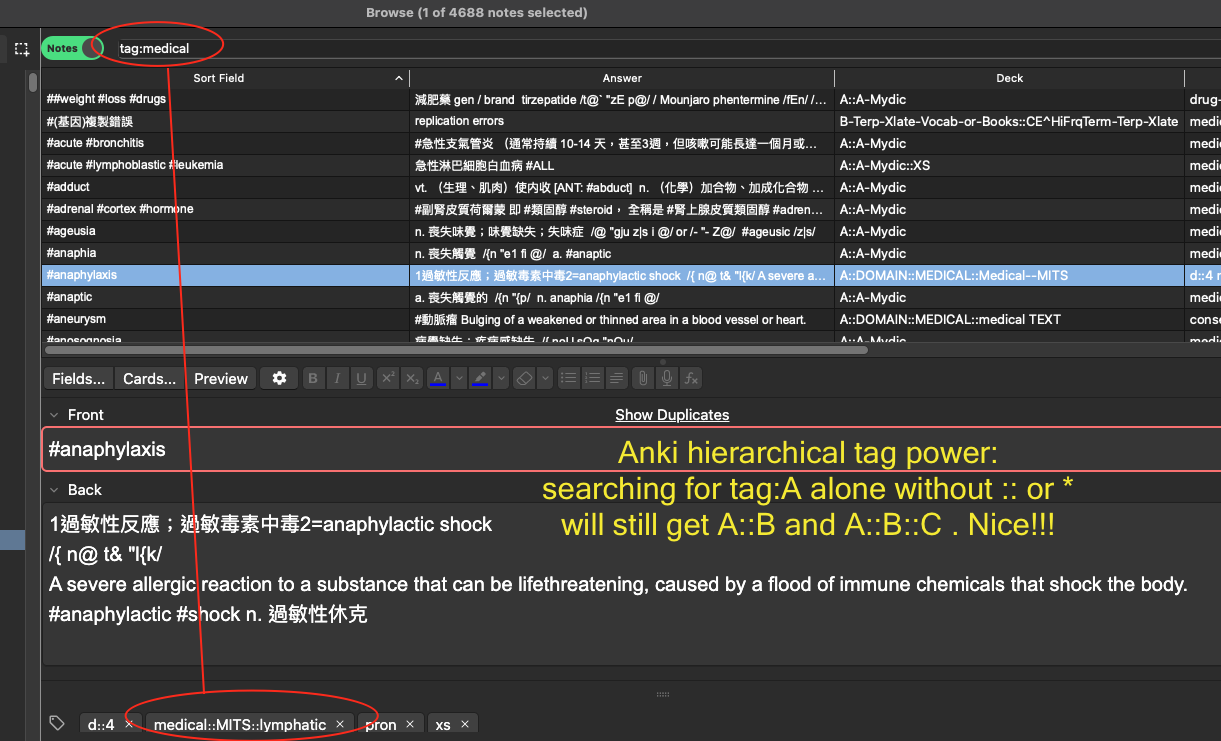 Browse (1 of 4688 notes selected)
Notes
tag:medical
Sort Field Answer Deck
##weight #loss #drugs 減肥藥 gen / brand tirzepatide /t@` "zE p@/ / Mounjaro phentermine /fEn/ /… A::A-Mydic drug-
#(基因)複製錯誤 replication errors B-Terp-Xlate-Vocab-or-Books::CE^HiFrqTerm-Terp-Xlate medic
#acute #bronchitis #急性支氣管炎 （通常持續 10-14 天，甚至3週，但咳嗽可能長達一個月或… A::A-Mydic medic
#acute #lymphoblastic #leukemia 急性淋巴細胞白血病 #ALL A::A-Mydic::XS medic
#adduct vt. （生理、肌肉）使内收 [ANT: #abduct] n. （化學）加合物、加成化合物 … A::A-Mydic medic
#adrenal #cortex #hormone #副腎皮質荷爾蒙 即 #類固醇 #steroid， 全稱是 #腎上腺皮質類固醇 #adren… A::A-Mydic medic
#ageusia n. 喪失味覺；味覺缺失；失味症 /@ "gju z|s i @/ or /- "- Z@/ #ageusic /z|s/ A::A-Mydic medic
#anaphia n. 喪失觸覺 /{n "e1 fi @/ a. #anaptic A::A-Mydic medic
#anaphylaxis 1過敏性反應；過敏毒素中毒2=anaphylactic shock /{ n@ t& "l{k/ A severe a… A::DOMAIN::MEDICAL::Medical--MITS d::4 r
#anaptic a. 喪失觸覺的 /{n "{p/ n. anaphia /{n "e1 fi @/ A::A-Mydic medic
#aneurysm #動脈瘤 Bulging of a weakened or thinned area in a blood vessel or heart. A::DOMAIN::MEDICAL::medical TEXT conse
#anosognosia A::A-Mydic medic
Fields... Cards... Preview B I U x² x₂ A fx
Front Show Duplicates
#anaphylaxis
Anki hierarchical tag power:
searching for tag:A alone without :: or *
will still get A::B and A::B::C . Nice!!!
Back
1過敏性反應；過敏毒素中毒2=anaphylactic shock
/{ n@ t& "l{k/
A severe allergic reaction to a substance that can be lifethreatening, caused by a flood of immune chemicals that shock the body.
#anaphylactic #shock n. 過敏性休克
d::4 × medical::MITS::lymphatic × pron × xs ×